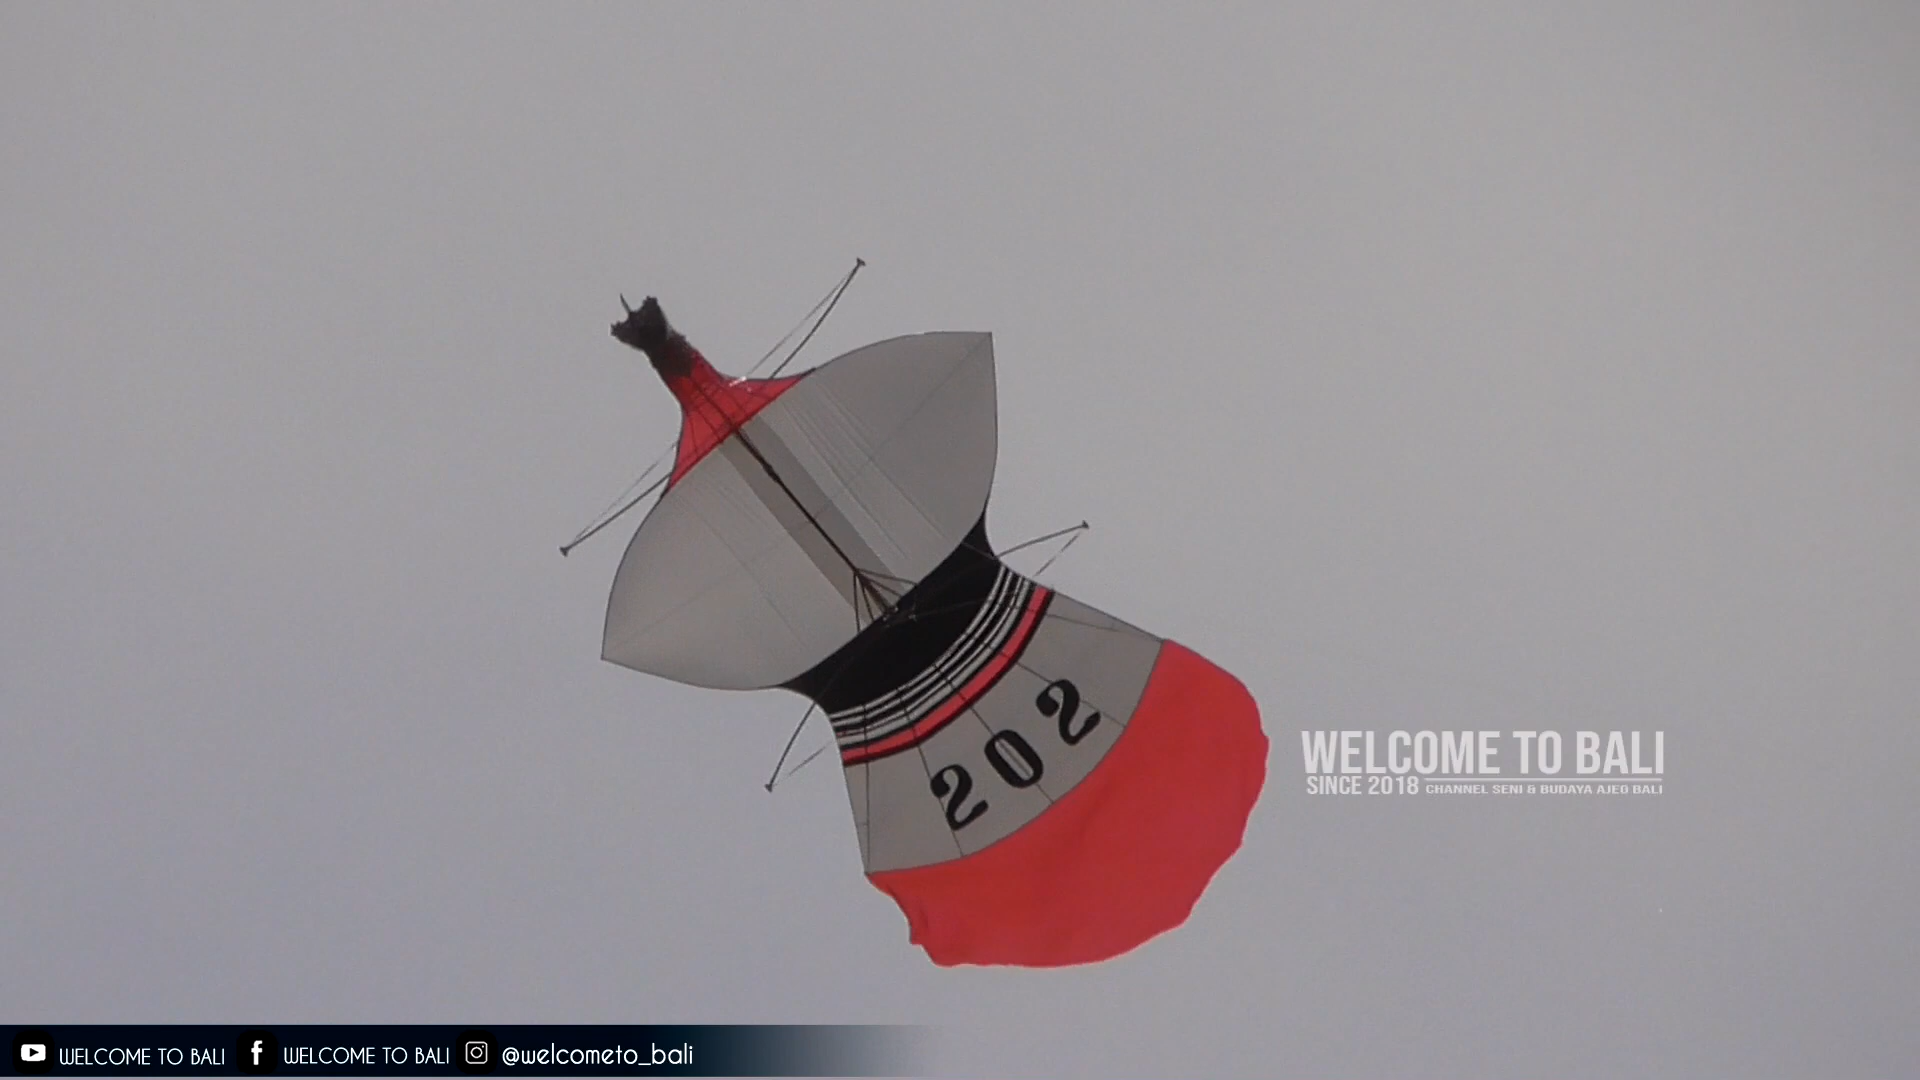 202
WELCOME TO BALI
SINCE 2018 CHANNEL SENI & BUDAYA AJEG BALI
WELCOME TO BALI WELCOME TO BALI @welcometo_bali